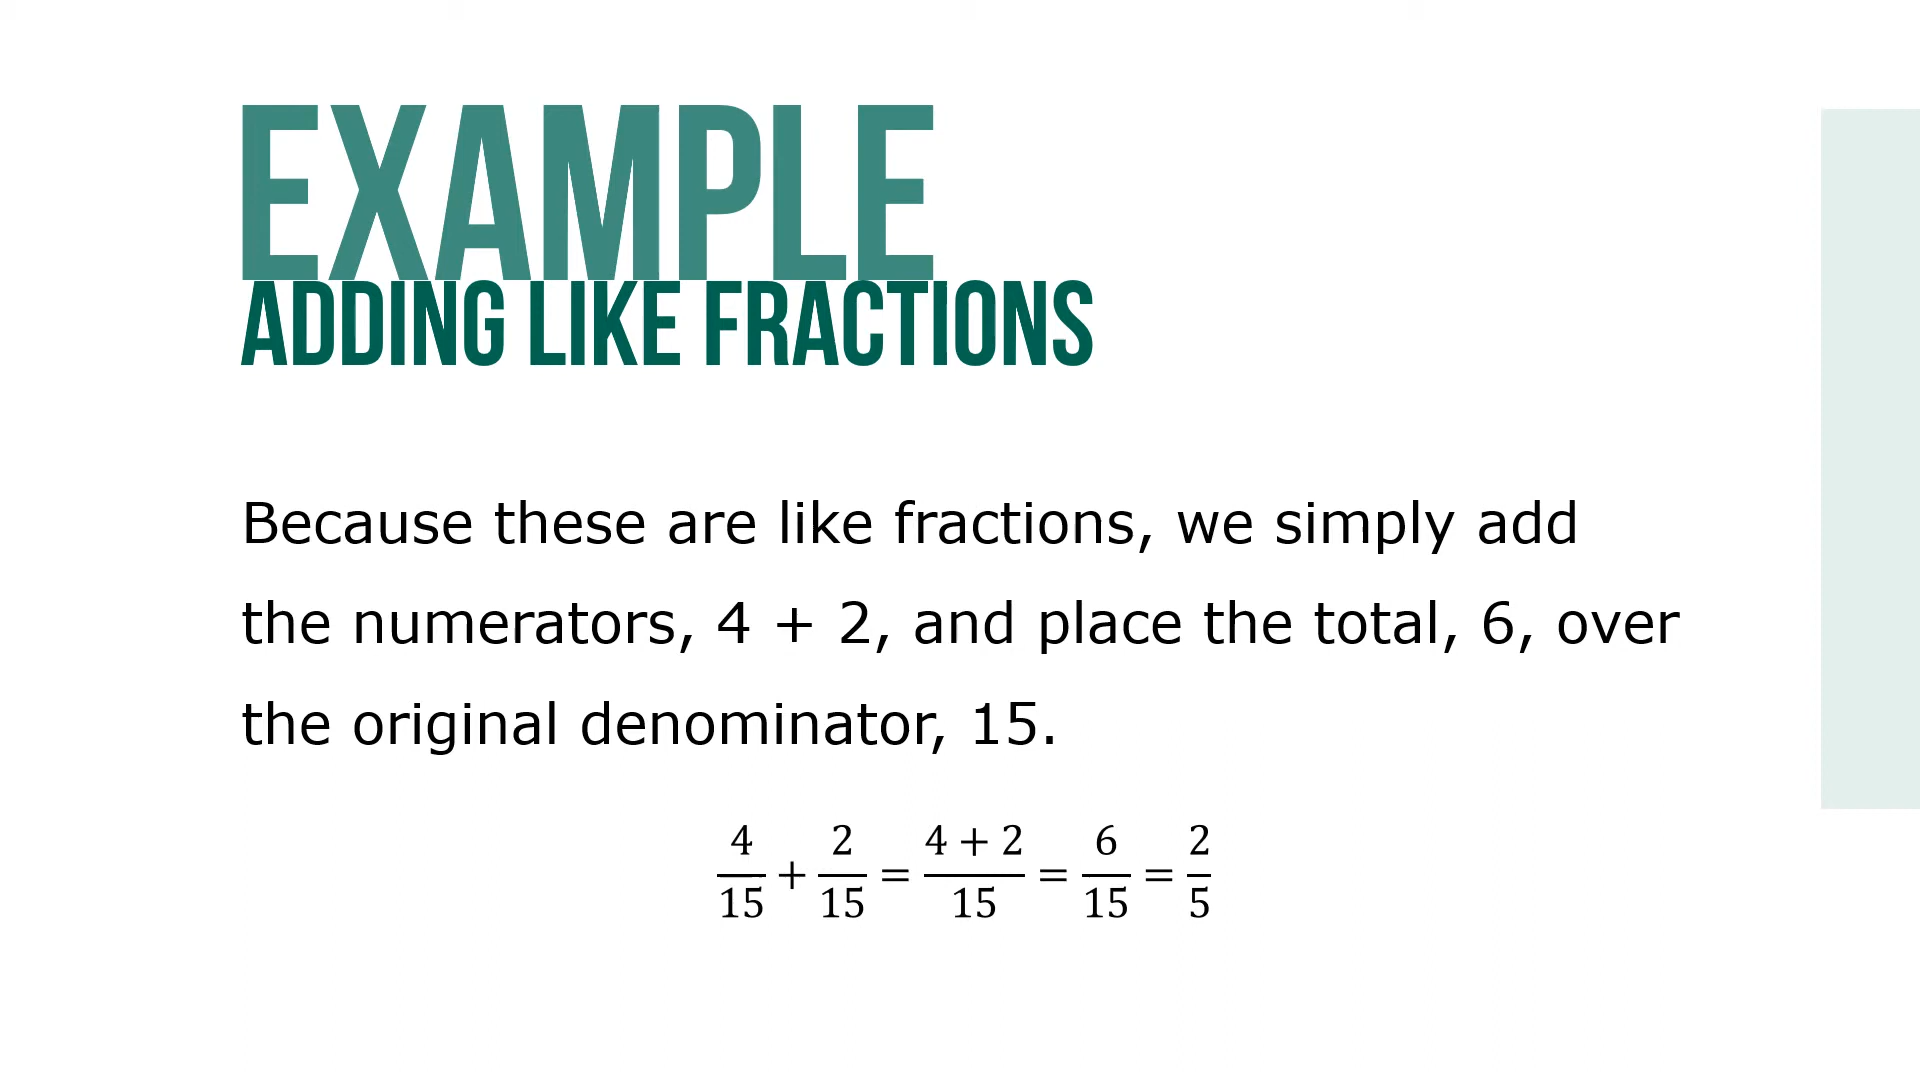 EXAMPLE
ADDING LIKE FRACTIONS
Because these are like fractions, we simply add
the numerators, 4 + 2, and place the total, 6, over
the original denominator, 15.
4/15 + 2/15 = (4 + 2)/15 = 6/15 = 2/5